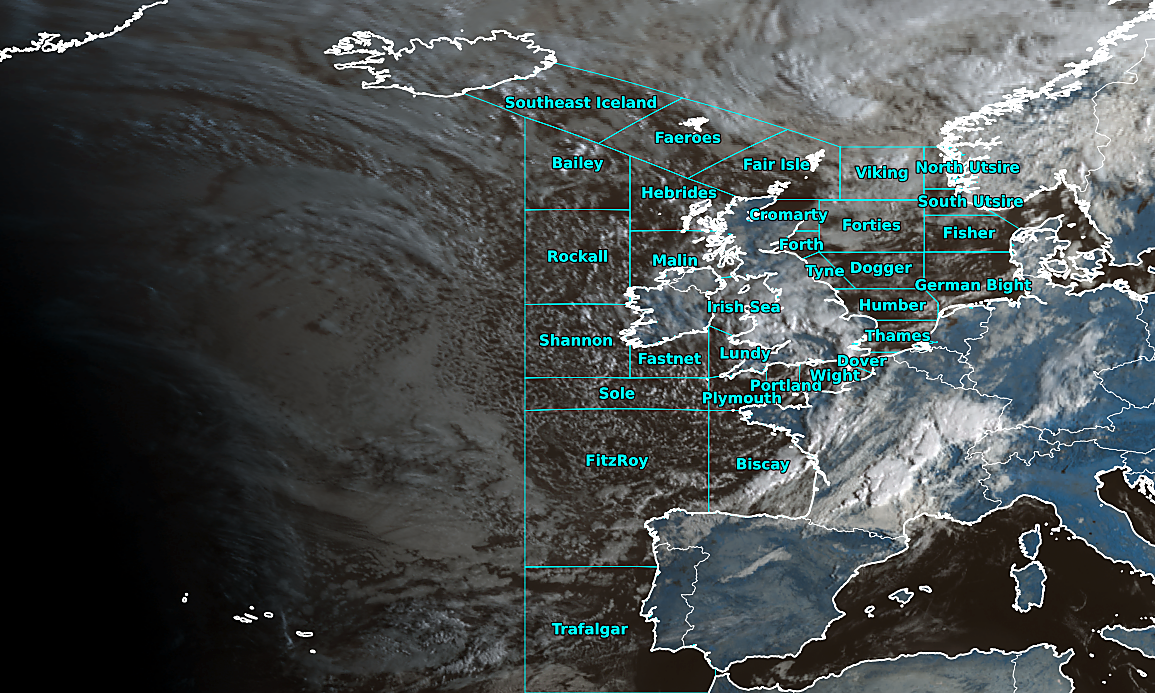 Southeast Iceland
Faeroes
Bailey
Fair Isle
Viking
North Utsire
Hebrides
South Utsire
Cromarty
Forties
Fisher
Forth
Rockall
Malin
Tyne
Dogger
German Bight
Irish Sea
Humber
Thames
Shannon
Fastnet
Lundy
Dover
Wight
Portland
Sole
Plymouth
FitzRoy
Biscay
Trafalgar